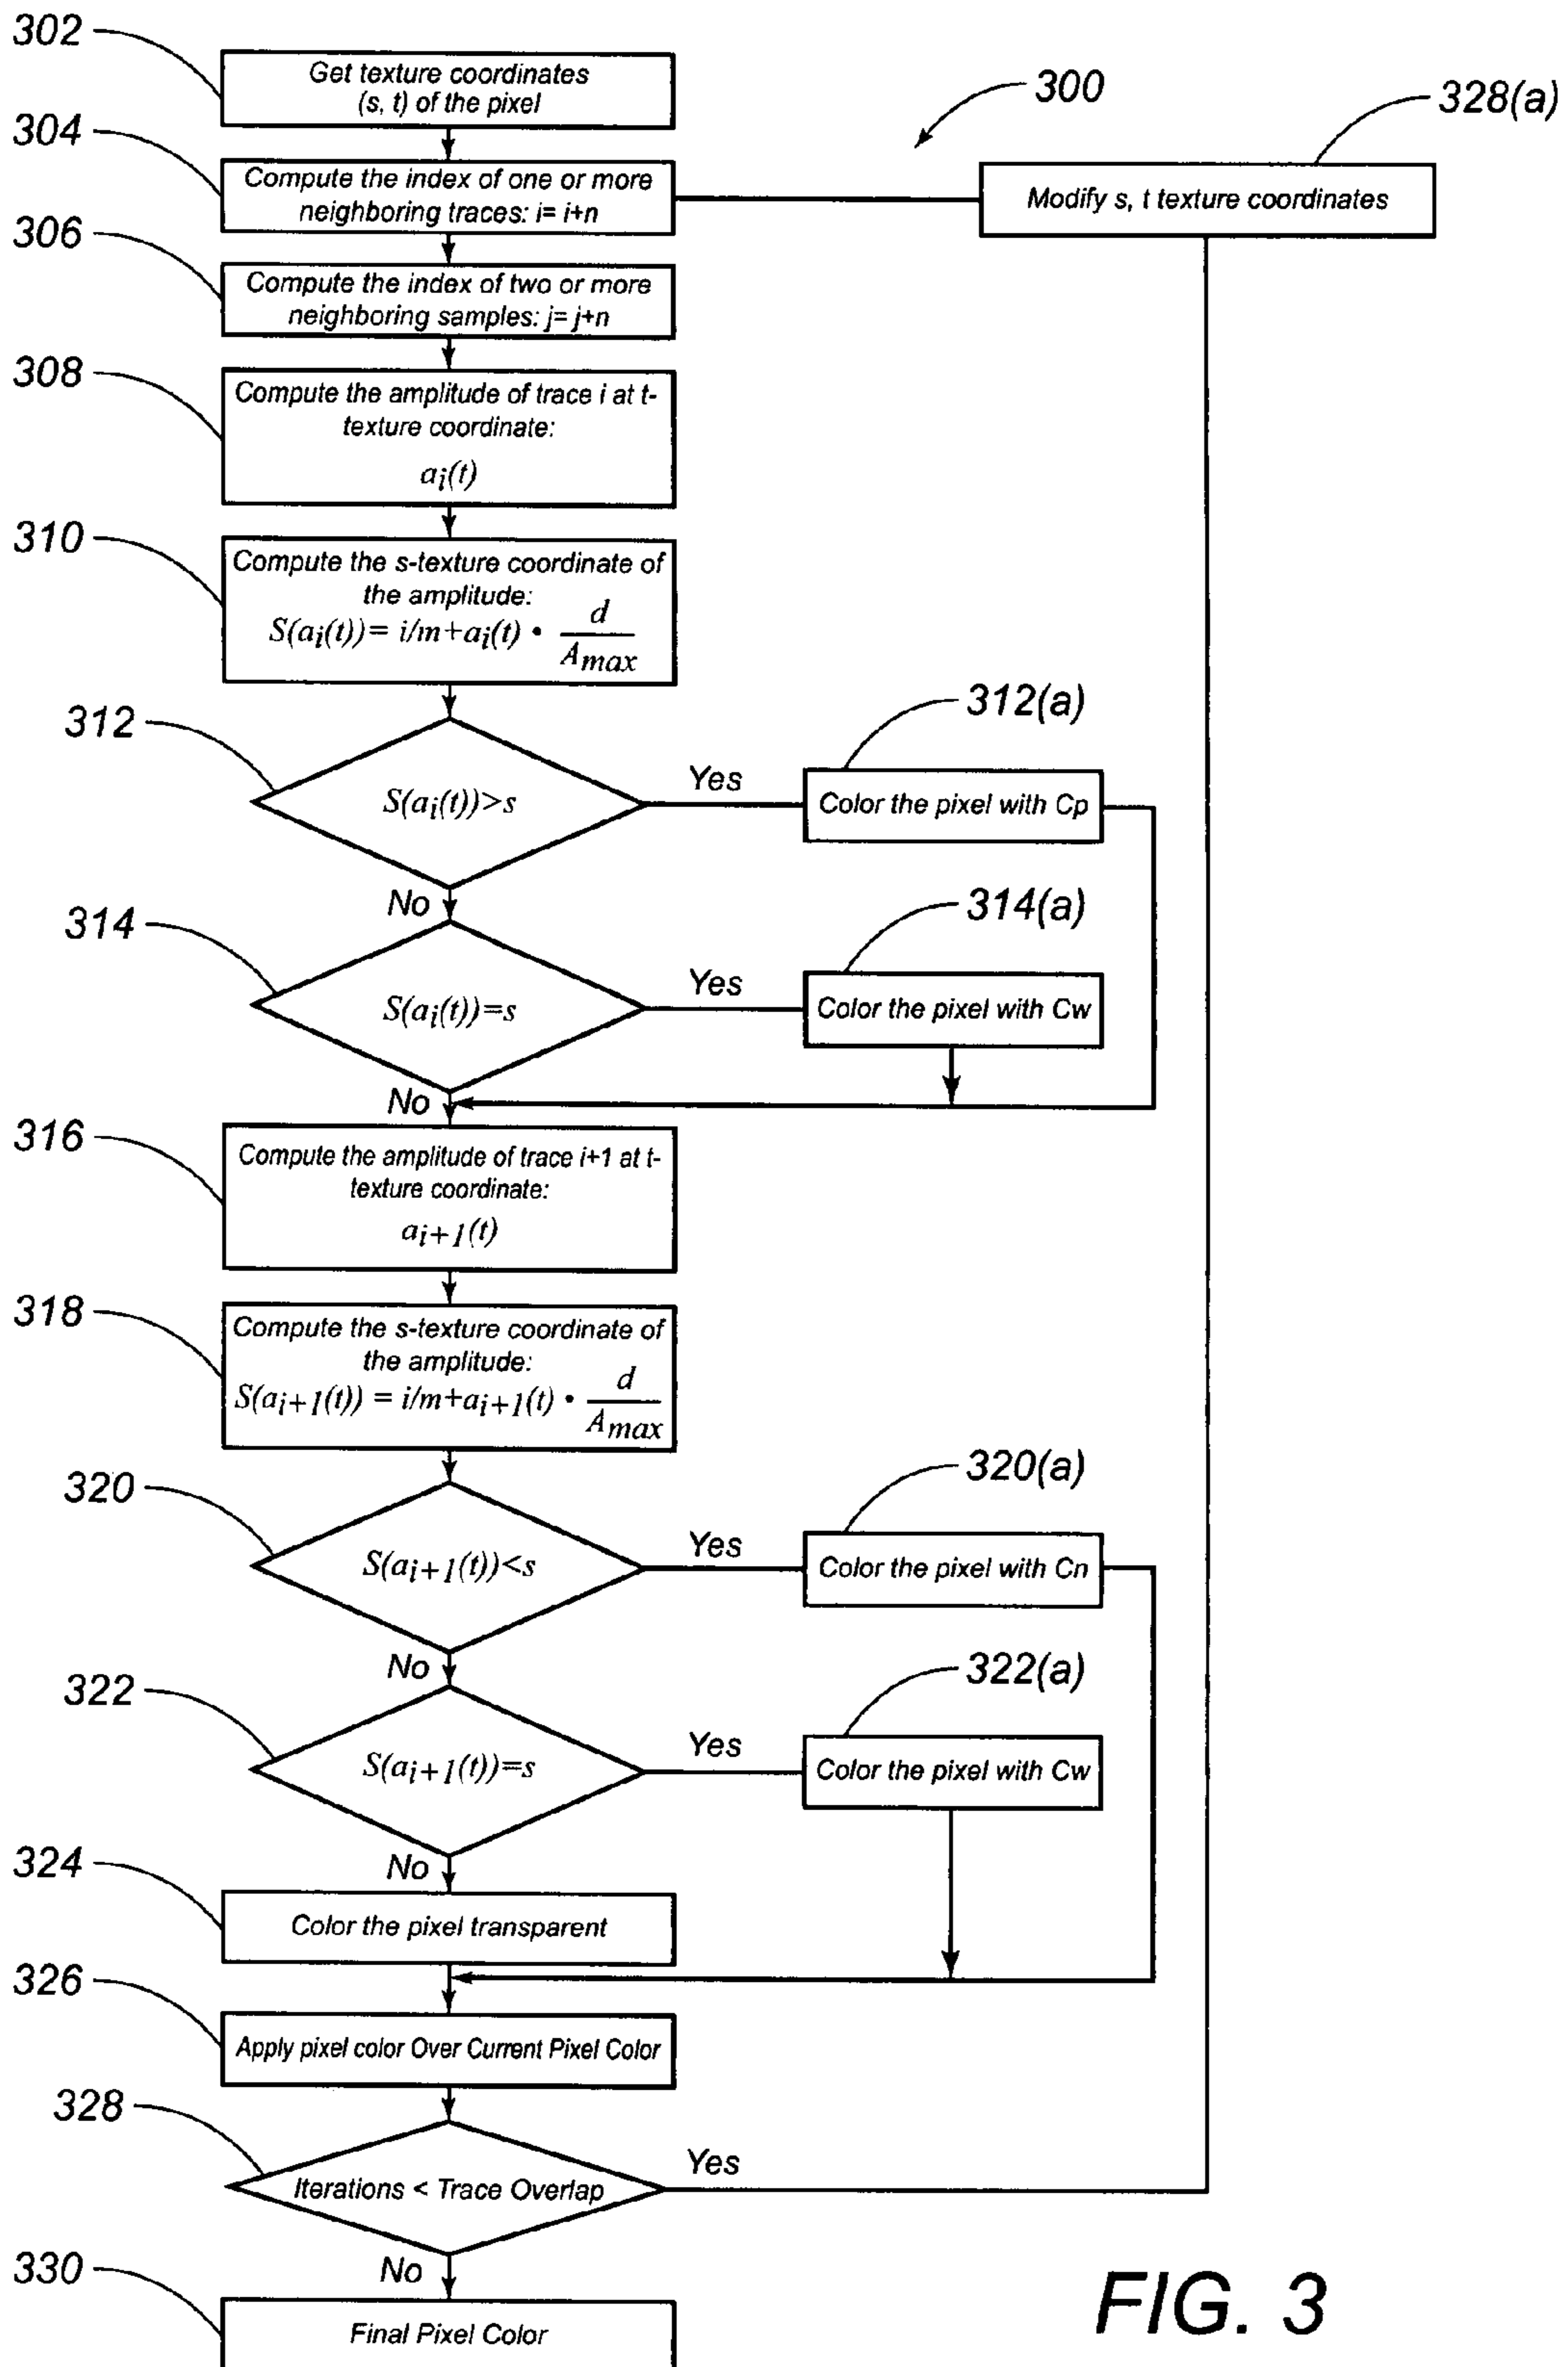 302
Get texture coordinates
(s, t) of the pixel
300
328(a)
304
Compute the index of one or more
neighboring traces: i= i+n
Modify s, t texture coordinates
306
Compute the index of two or more
neighboring samples: j= j+n
308
Compute the amplitude of trace i at t-
texture coordinate:
ai(t)
310
Compute the s-texture coordinate of
the amplitude:
S(ai(t))= i/m+ai(t) • d/Amax
312
S(ai(t))>s
Yes
312(a)
Color the pixel with Cp
No
314
S(ai(t))=s
Yes
314(a)
Color the pixel with Cw
No
316
Compute the amplitude of trace i+1 at t-
texture coordinate:
ai+1(t)
318
Compute the s-texture coordinate of
the amplitude:
S(ai+1(t)) = i/m+ai+1(t) • d/Amax
320
S(ai+1(t))<s
Yes
320(a)
Color the pixel with Cn
No
322
S(ai+1(t))=s
Yes
322(a)
Color the pixel with Cw
No
324
Color the pixel transparent
326
Apply pixel color Over Current Pixel Color
328
Iterations < Trace Overlap
Yes
No
330
Final Pixel Color
FIG. 3